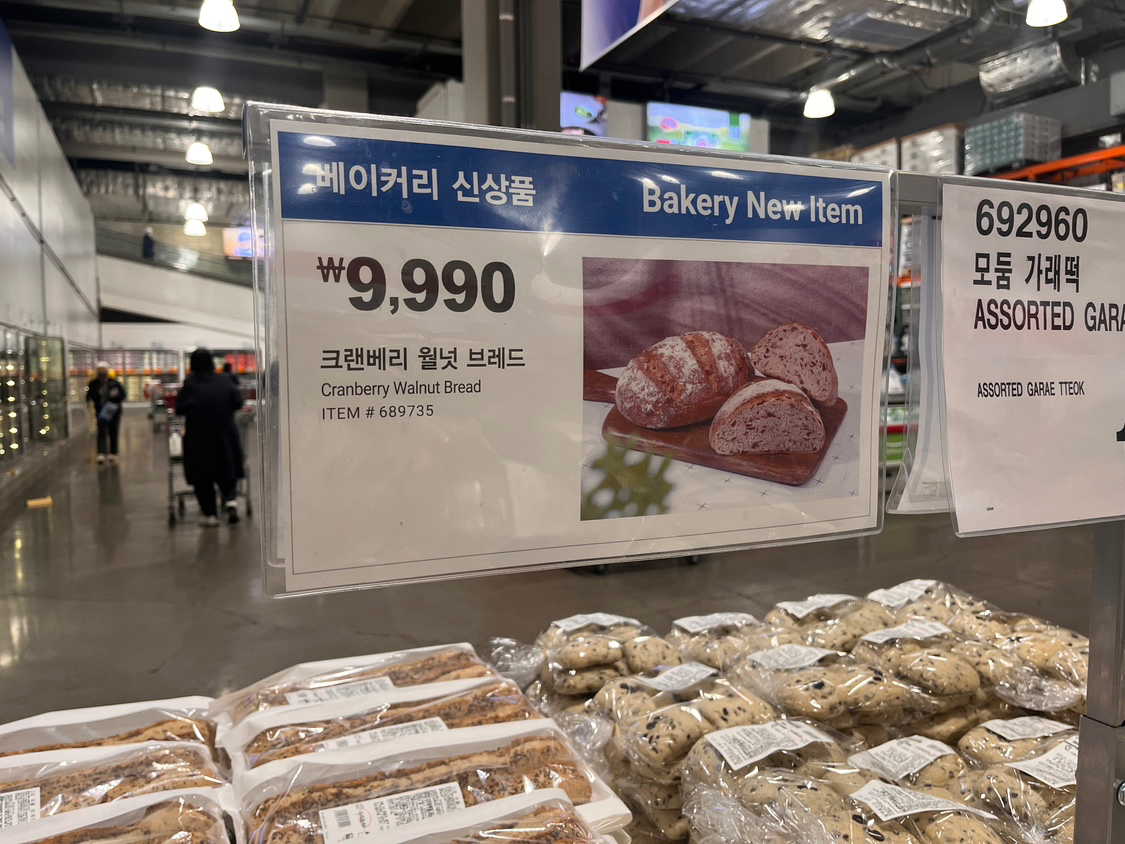 베이커리 신상품
Bakery New Item
₩9,990
크랜베리 월넛 브레드
Cranberry Walnut Bread
ITEM # 689735
692960
모둠 가래떡
ASSORTED GARA
ASSORTED GARAE TTEOK